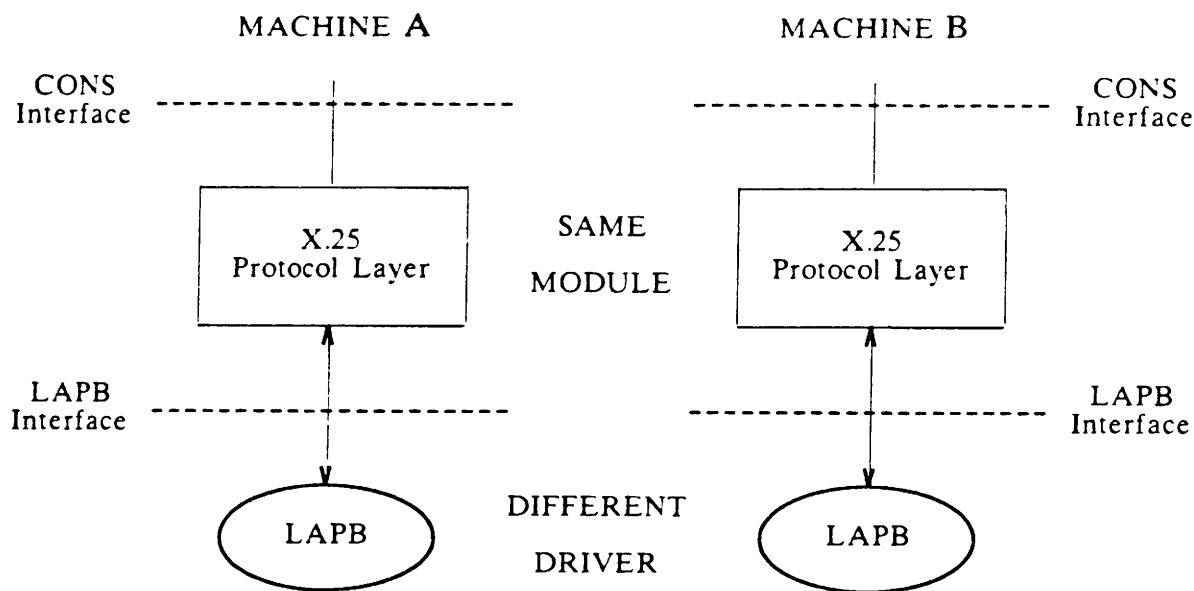 MACHINE A
MACHINE B
CONS
Interface
CONS
Interface
X.25
Protocol Layer
SAME
MODULE
X.25
Protocol Layer
LAPB
Interface
LAPB
Interface
LAPB
DIFFERENT
DRIVER
LAPB